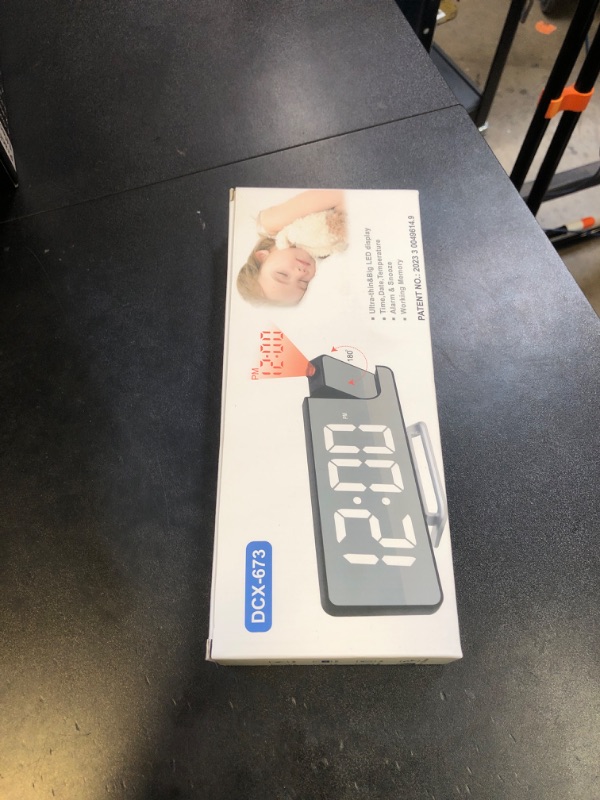 • Ultra-thin&Big LED display
• Time,Date,Temperature
• Alarm & Snooze
• Working Memory
PATENT NO.: 2023 3 0049614.9
PM
12:00
180
PM
12:00
DCX-673